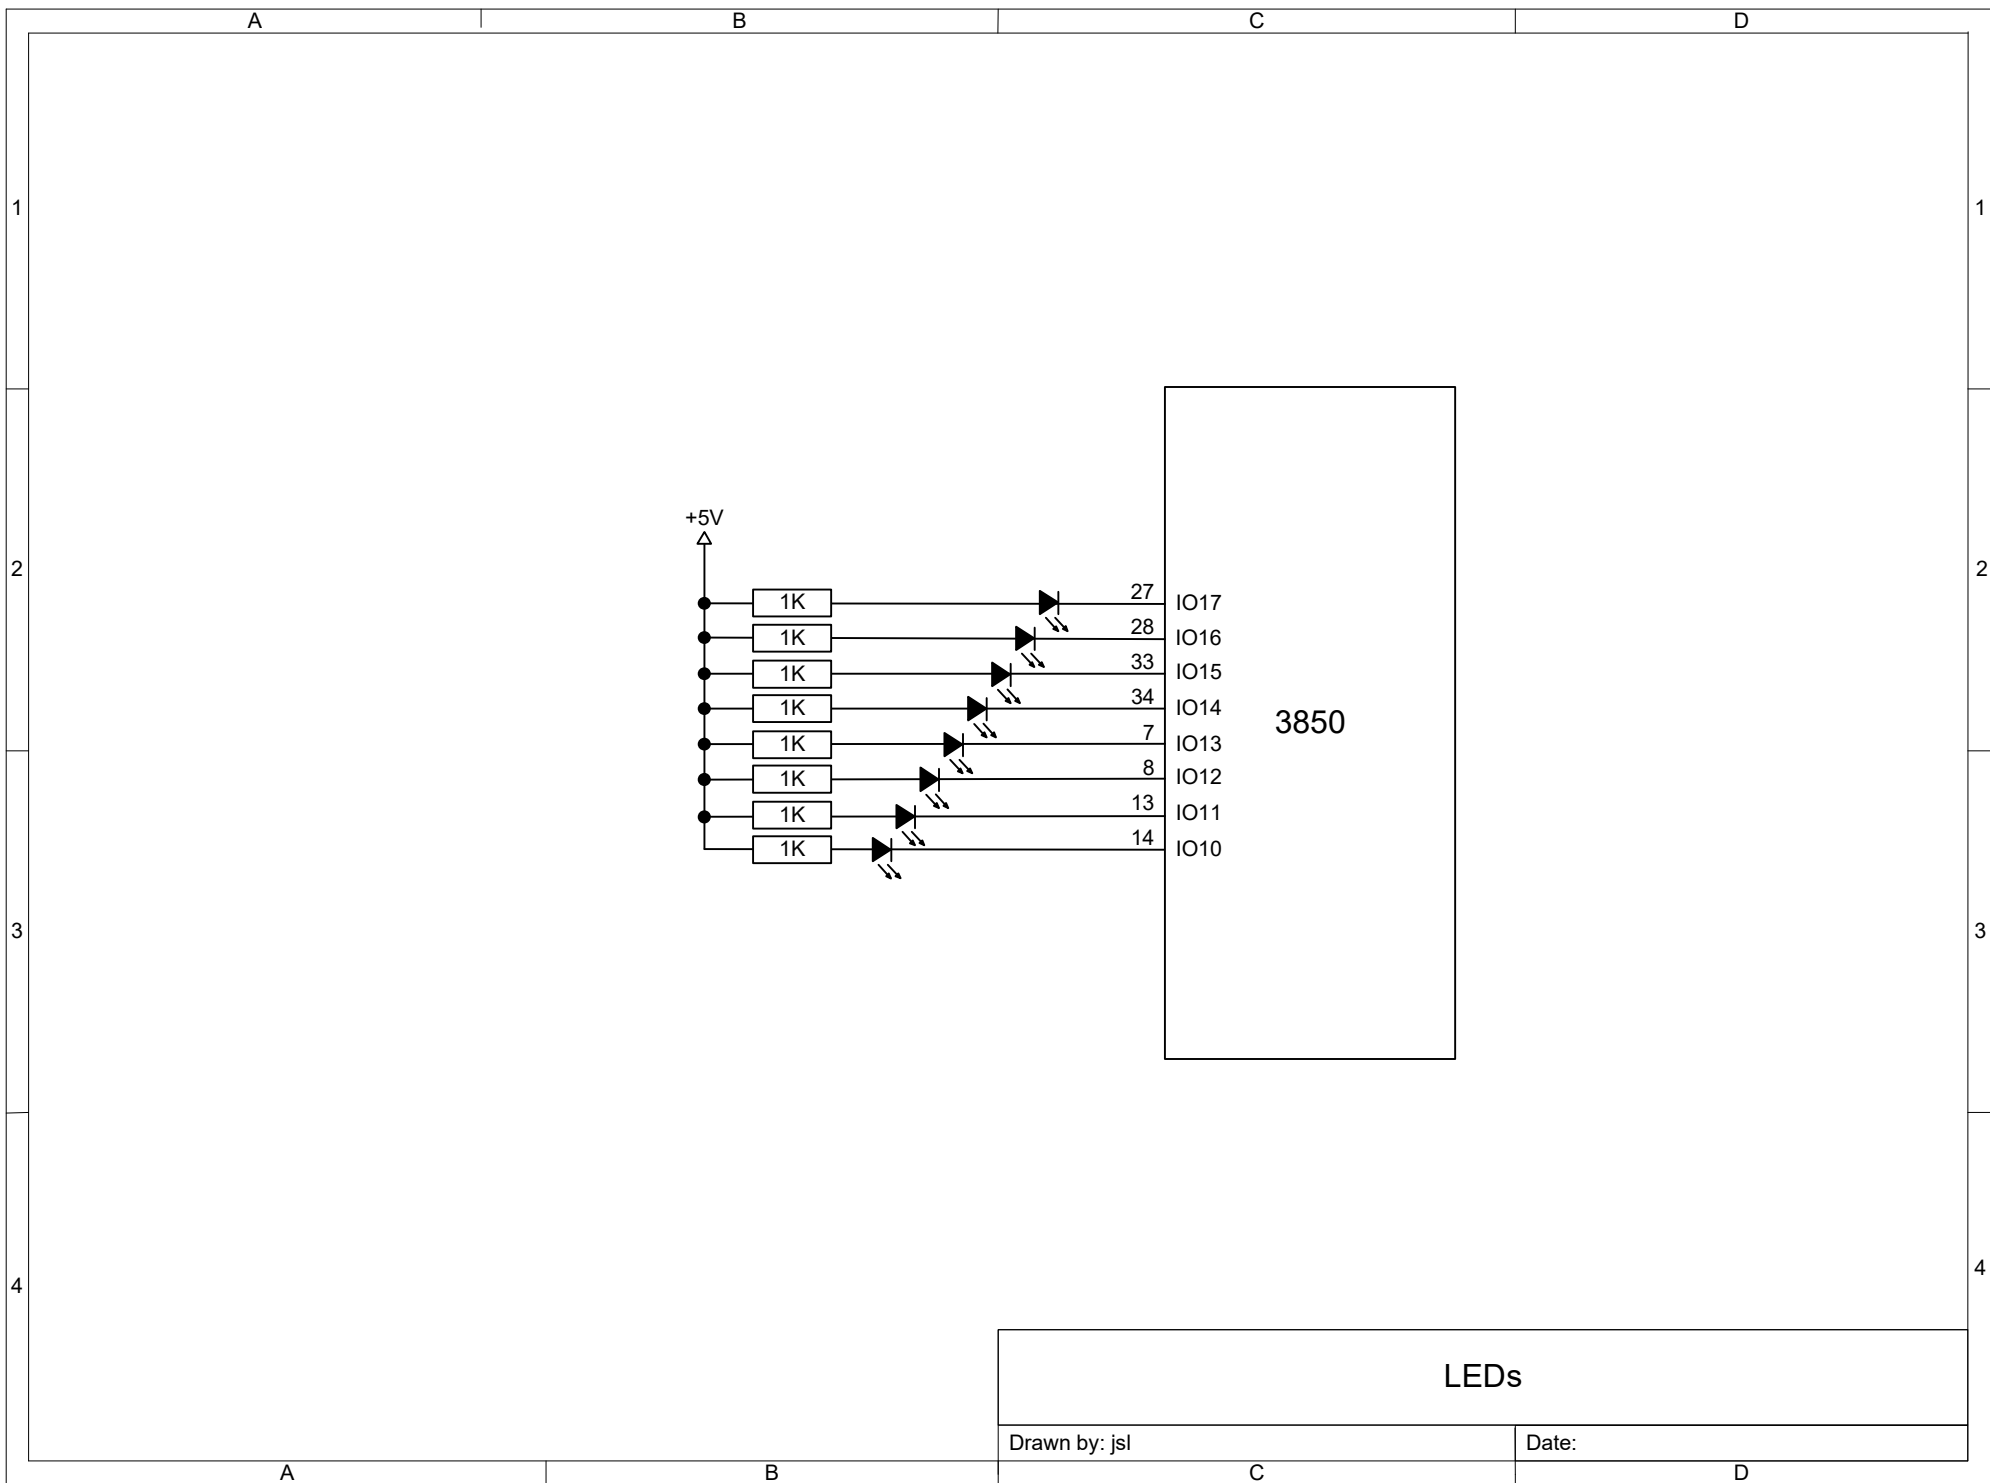 A B C D
1 1
+5V
2 2
1K 27 IO17
1K 28 IO16
1K 33 IO15
1K 34 IO14
3850
1K 7 IO13
1K 8 IO12
1K 13 IO11
1K 14 IO10
3 3
4 4
LEDs
Drawn by: jsl Date:
A B C D